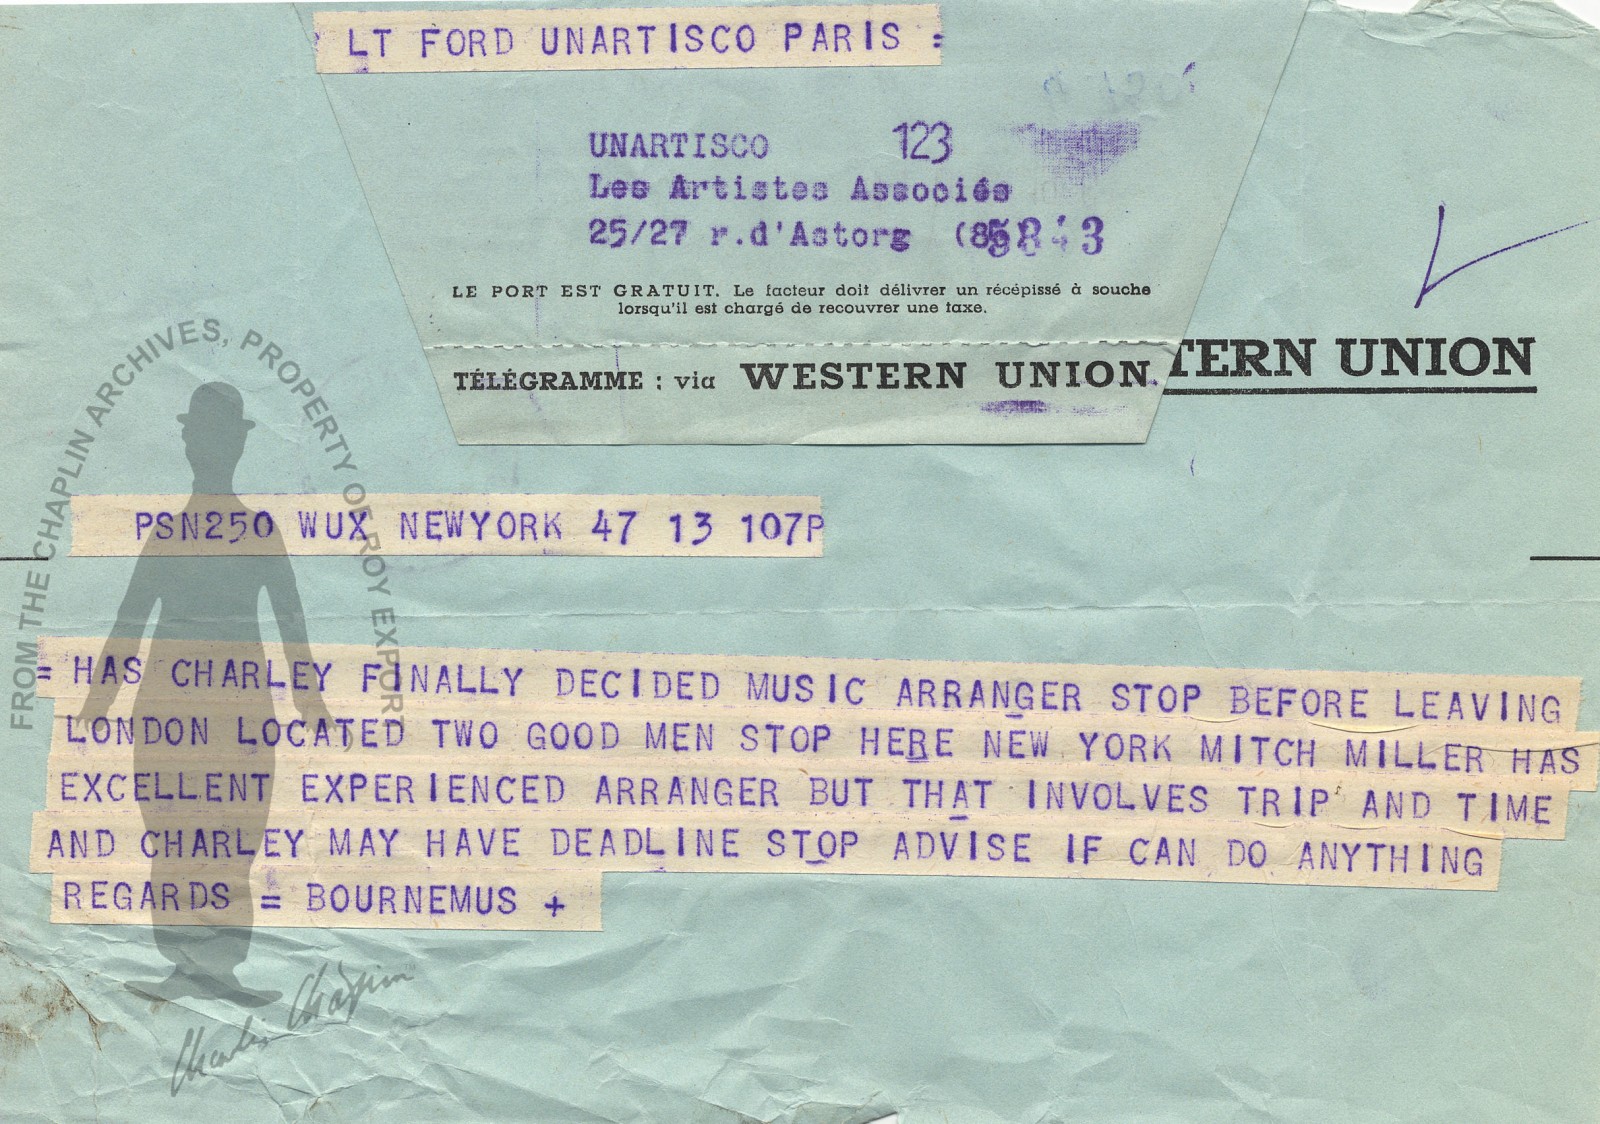 LT FORD UNARTISCO PARIS =
UNARTISCO 123
Les Artistes Associés
25/27 r.d'Astorg
LE PORT EST GRATUIT. Le facteur doit délivrer un récépissé à souche
lorsqu'il est chargé de recouvrer une taxe.
TÉLÉGRAMME : via WESTERN UNION.
TERN UNION
PSN250 WUX NEWYORK 47 13 107P
= HAS CHARLEY FINALLY DECIDED MUSIC ARRANGER STOP BEFORE LEAVING
LONDON LOCATED TWO GOOD MEN STOP HERE NEW YORK MITCH MILLER HAS
EXCELLENT EXPERIENCED ARRANGER BUT THAT INVOLVES TRIP AND TIME
AND CHARLEY MAY HAVE DEADLINE STOP ADVISE IF CAN DO ANYTHING
REGARDS = BOURNEMUS +
FROM THE CHAPLIN ARCHIVES, PROPERTY OF ROY EXPORT
Charlie Chaplin